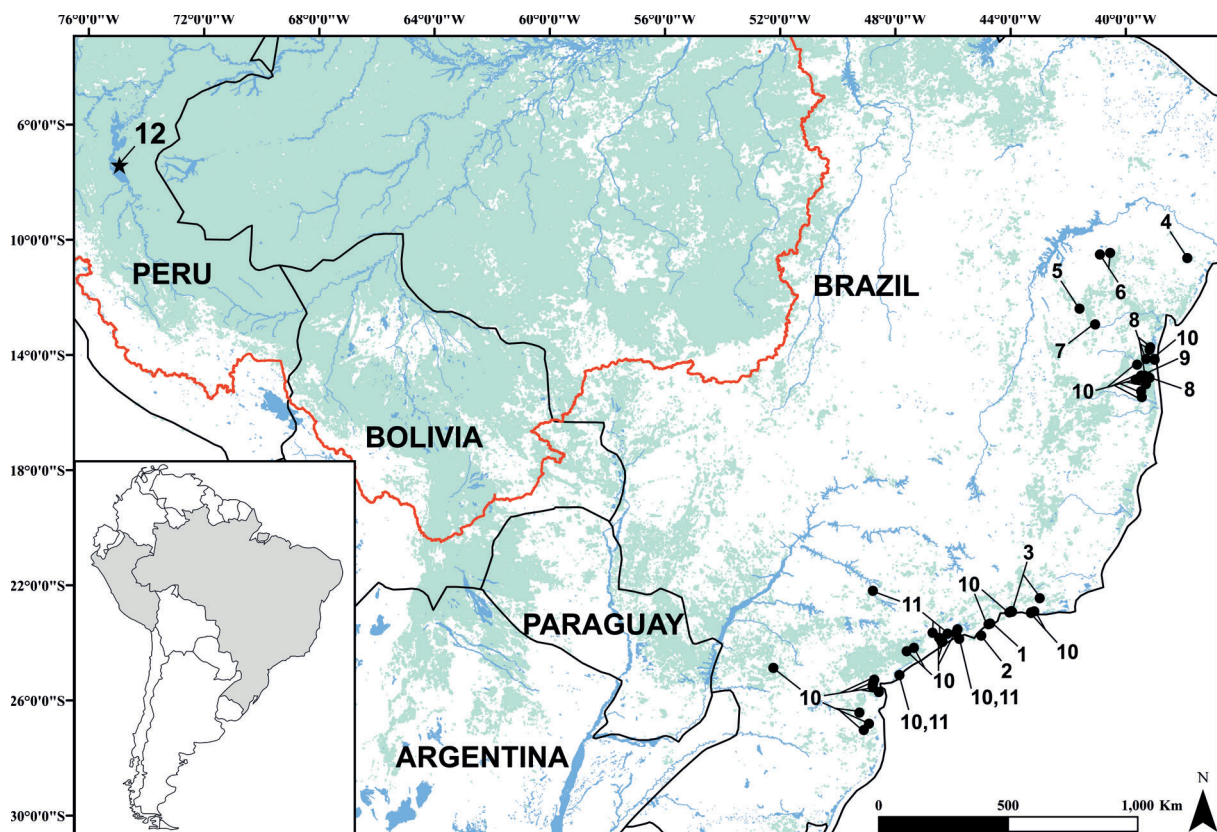 76°0'0"W 72°0'0"W 68°0'0"W 64°0'0"W 60°0'0"W 56°0'0"W 52°0'0"W 48°0'0"W 44°0'0"W 40°0'0"W
6°0'0"S
12
10°0'0"S
4
PERU
BRAZIL
5
6
7
8
10
14°0'0"S
9
10
8
BOLIVIA
18°0'0"S
3
22°0'0"S
10
11
PARAGUAY
1
10
2
10
10
10,11
10,11
26°0'0"S
ARGENTINA
N
0 500 1,000 Km
30°0'0"S